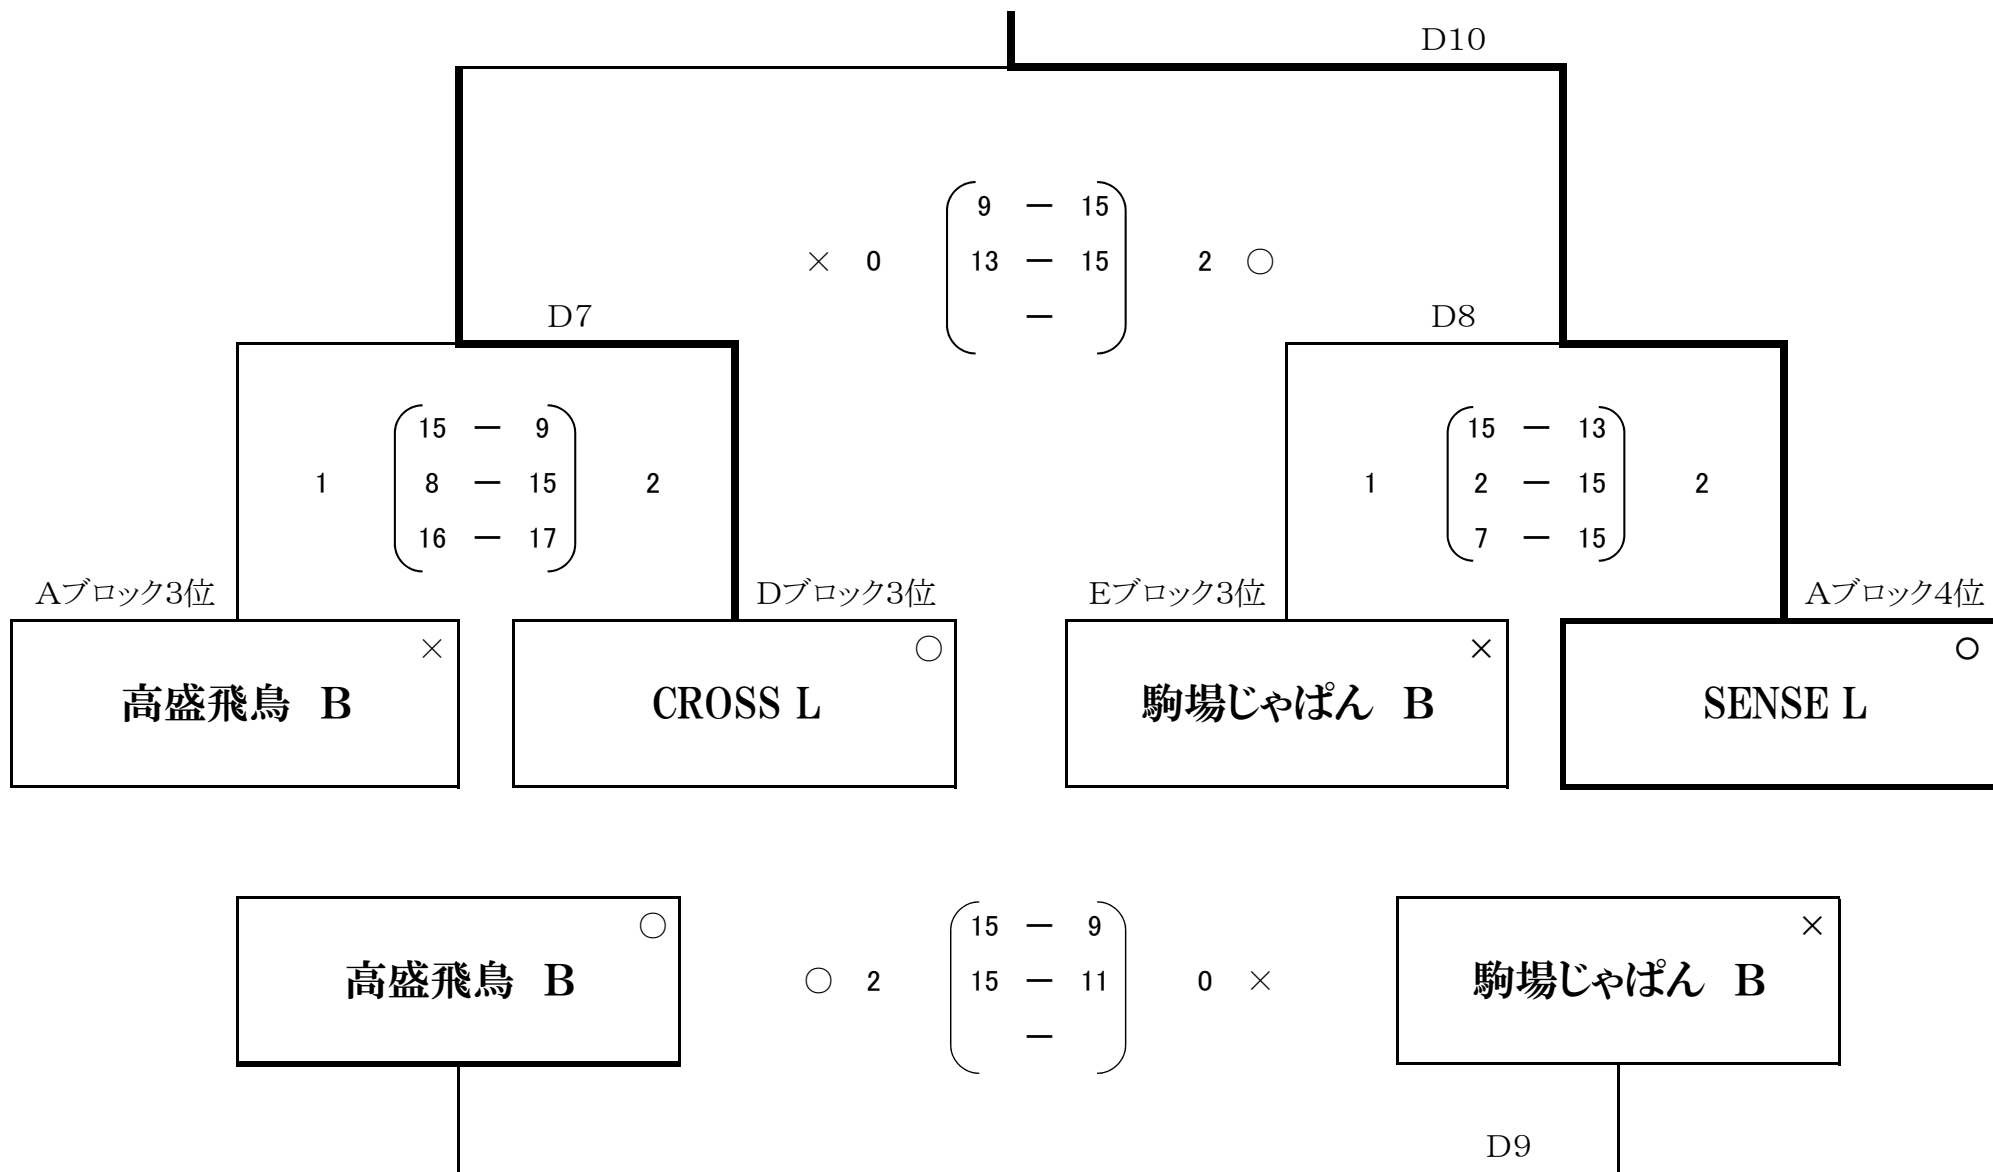 D10
9 － 15
× 0 13 － 15 2 ○
－
D7 D8
15 － 9 15 － 13
1 8 － 15 2 1 2 － 15 2
16 － 17 7 － 15
Aブロック3位 Dブロック3位 Eブロック3位 Aブロック4位
× ○ × ○
高盛飛鳥 B CROSS L 駒場じゃぱん B SENSE L
○ 15 － 9 ×
高盛飛鳥 B ○ 2 15 － 11 0 × 駒場じゃぱん B
－
D9